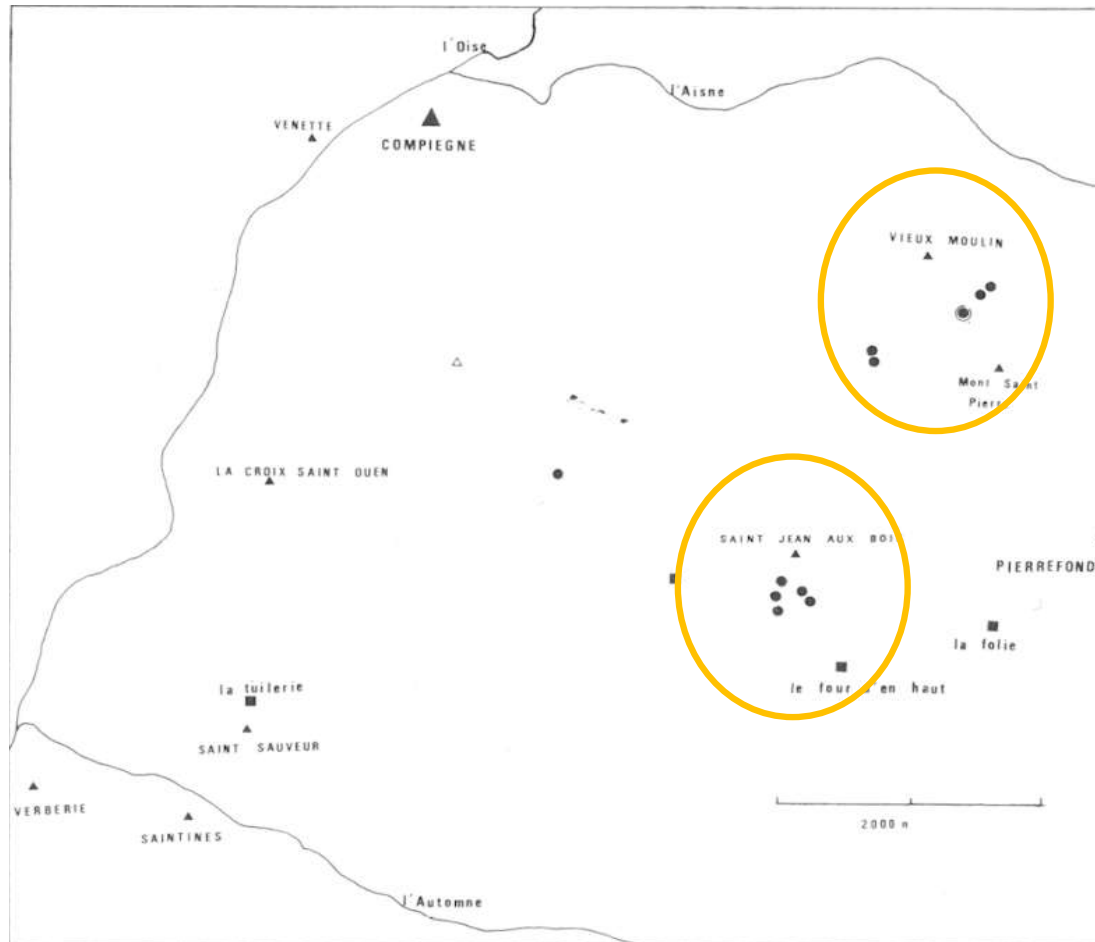 l'Oise
l'Aisne
VENETTE
COMPIEGNE
VIEUX MOULIN
Mont Saint
Pierr
LA CROIX SAINT OUEN
SAINT JEAN AUX BOI
PIERREFOND
la folie
la tuilerie
le four d'en haut
SAINT SAUVEUR
VERBERIE
SAINTINES
2000 m
l'Automne